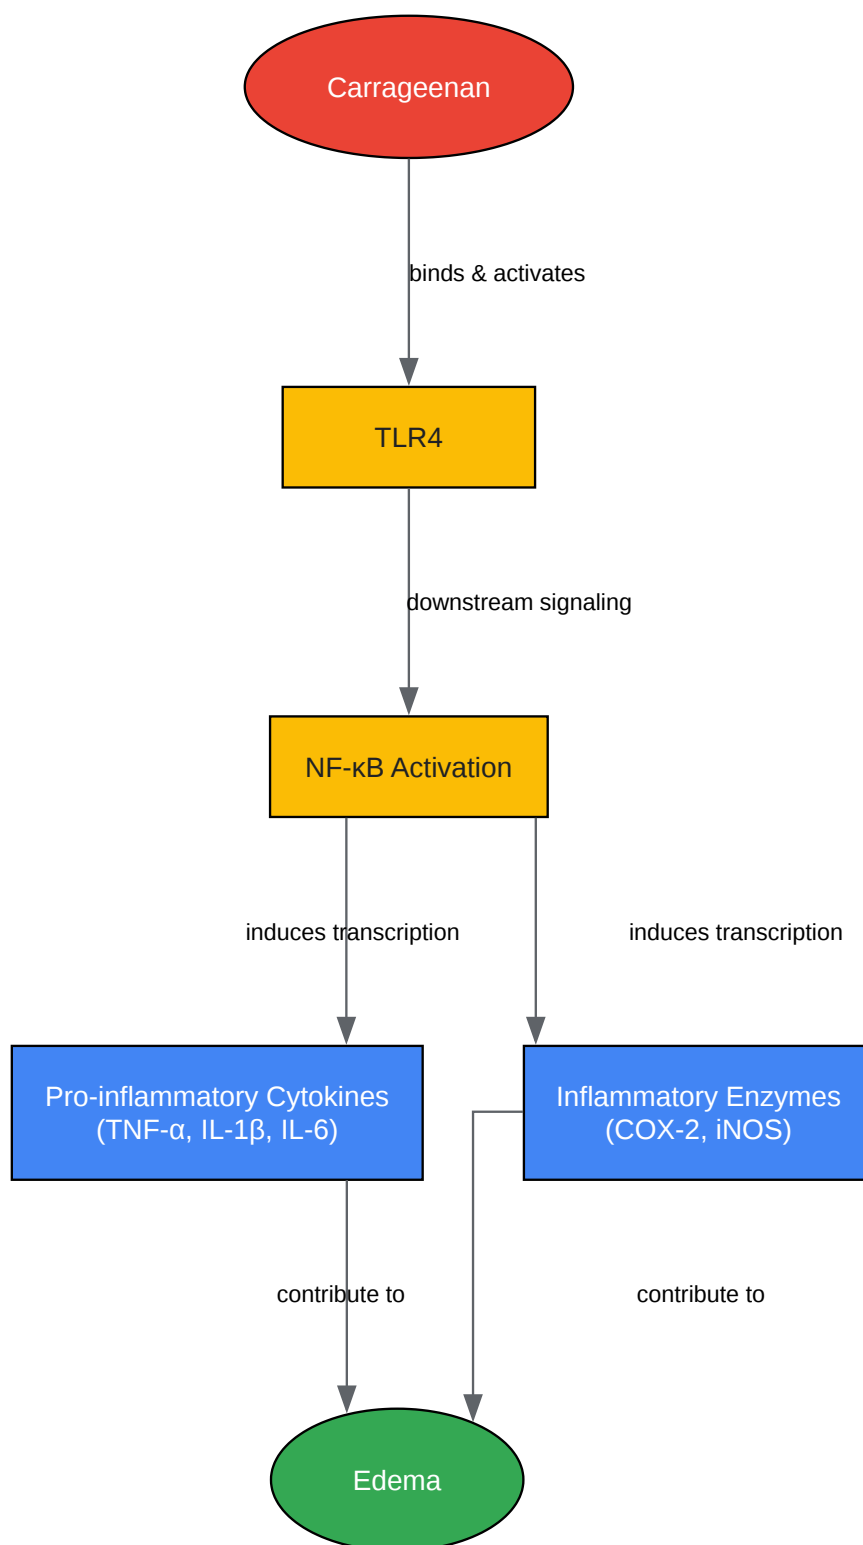 Carrageenan
binds & activates
TLR4
downstream signaling
NF-κB Activation
induces transcription
induces transcription
Pro-inflammatory Cytokines
(TNF-α, IL-1β, IL-6)
Inflammatory Enzymes
(COX-2, iNOS)
contribute to
contribute to
Edema